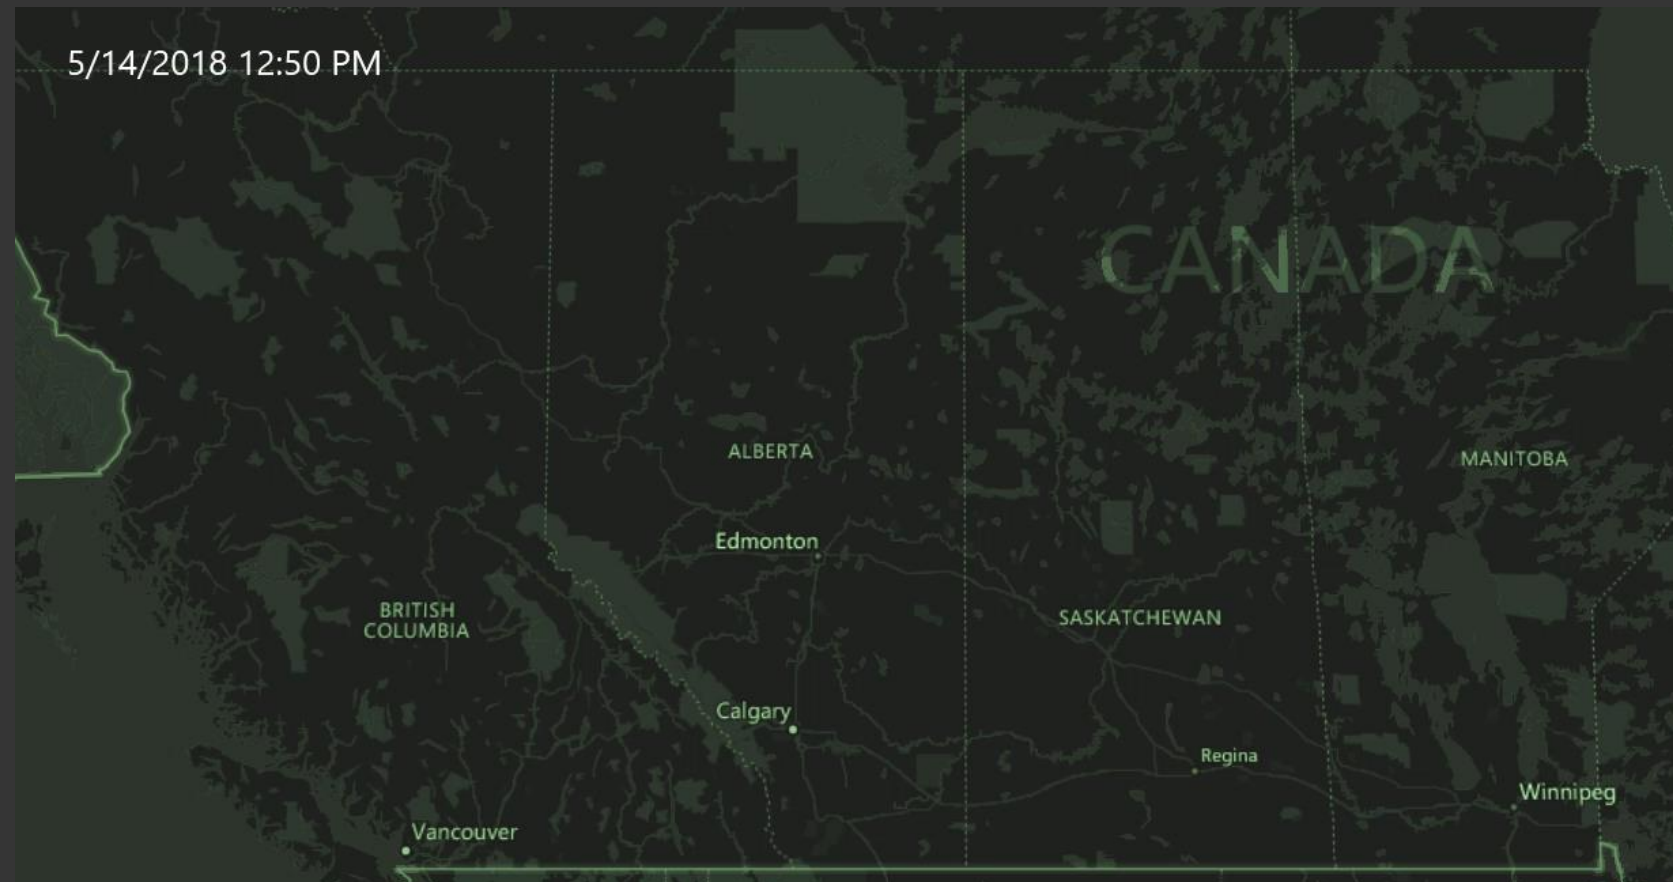 5/14/2018 12:50 PM
CANADA
ALBERTA
MANITOBA
Edmonton
BRITISH
COLUMBIA
SASKATCHEWAN
Calgary
Regina
Winnipeg
Vancouver